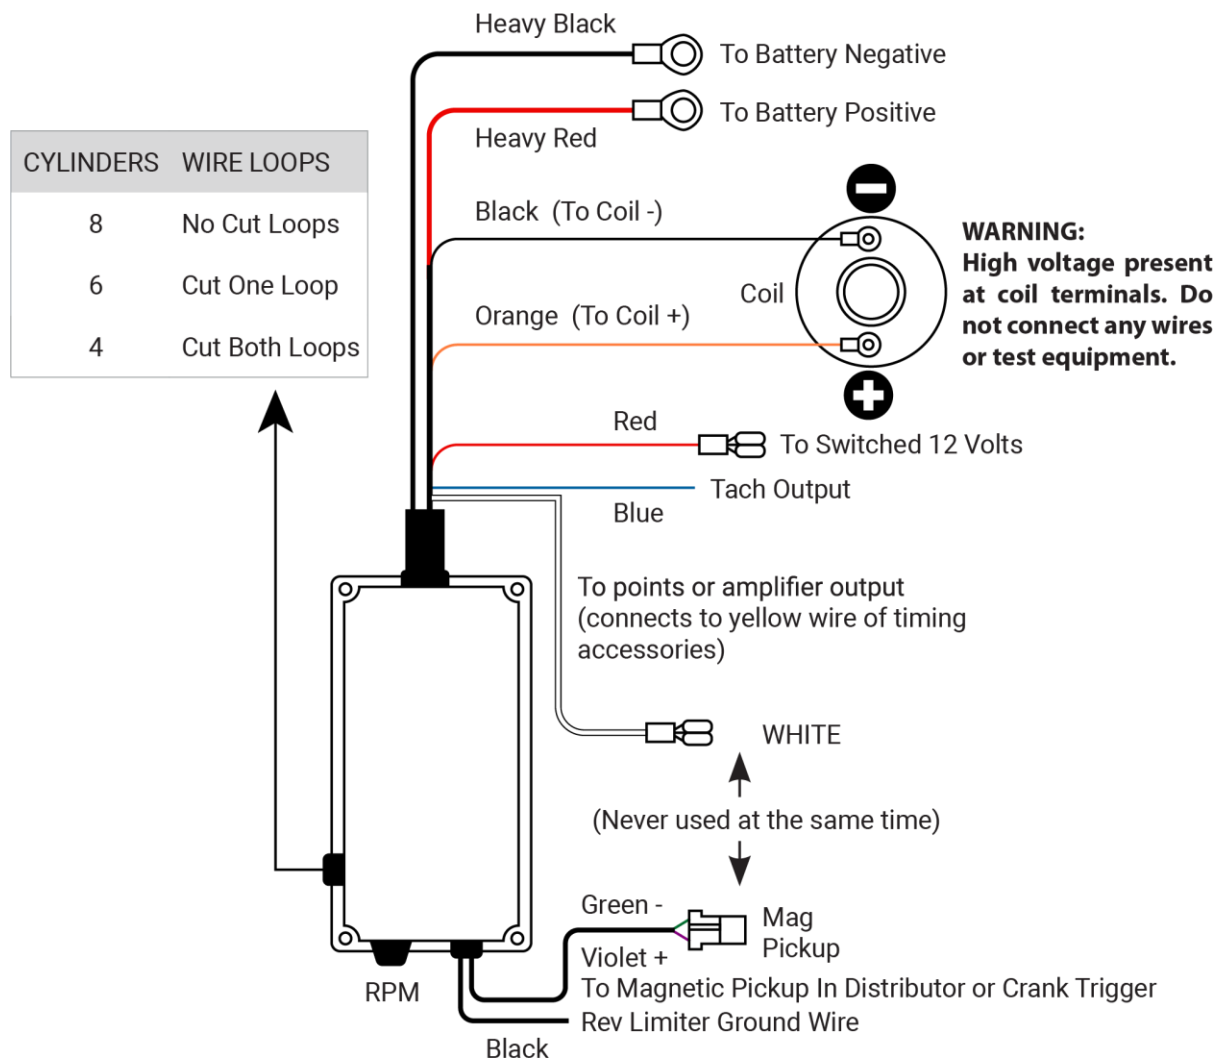 Heavy Black
To Battery Negative
To Battery Positive
Heavy Red
CYLINDERS WIRE LOOPS
8 No Cut Loops
6 Cut One Loop
4 Cut Both Loops
Black (To Coil -)
Coil
Orange (To Coil +)
WARNING:
High voltage present
at coil terminals. Do
not connect any wires
or test equipment.
Red
To Switched 12 Volts
Tach Output
Blue
To points or amplifier output
(connects to yellow wire of timing
accessories)
WHITE
(Never used at the same time)
Green -
Mag
Pickup
Violet +
To Magnetic Pickup In Distributor or Crank Trigger
RPM
Rev Limiter Ground Wire
Black